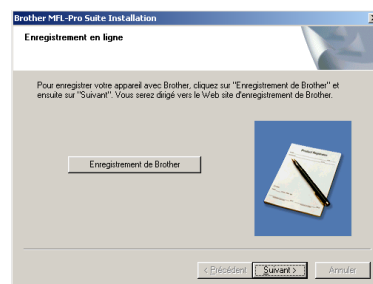 Brother MFL-Pro Suite Installation
Enregistrement en ligne
Pour enregistrer votre appareil avec Brother, cliquez sur "Enregistrement de Brother" et
ensuite sur "Suivant". Vous serez dirigé vers le Web site d'enregistrement de Brother.
Enregistrement de Brother
< Précédent
Suivant >
Annuler